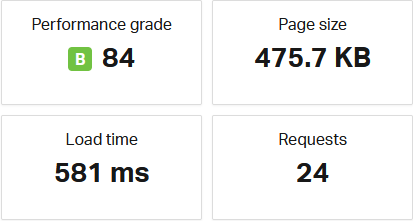 Performance grade
B 84
Page size
475.7 KB
Load time
581 ms
Requests
24